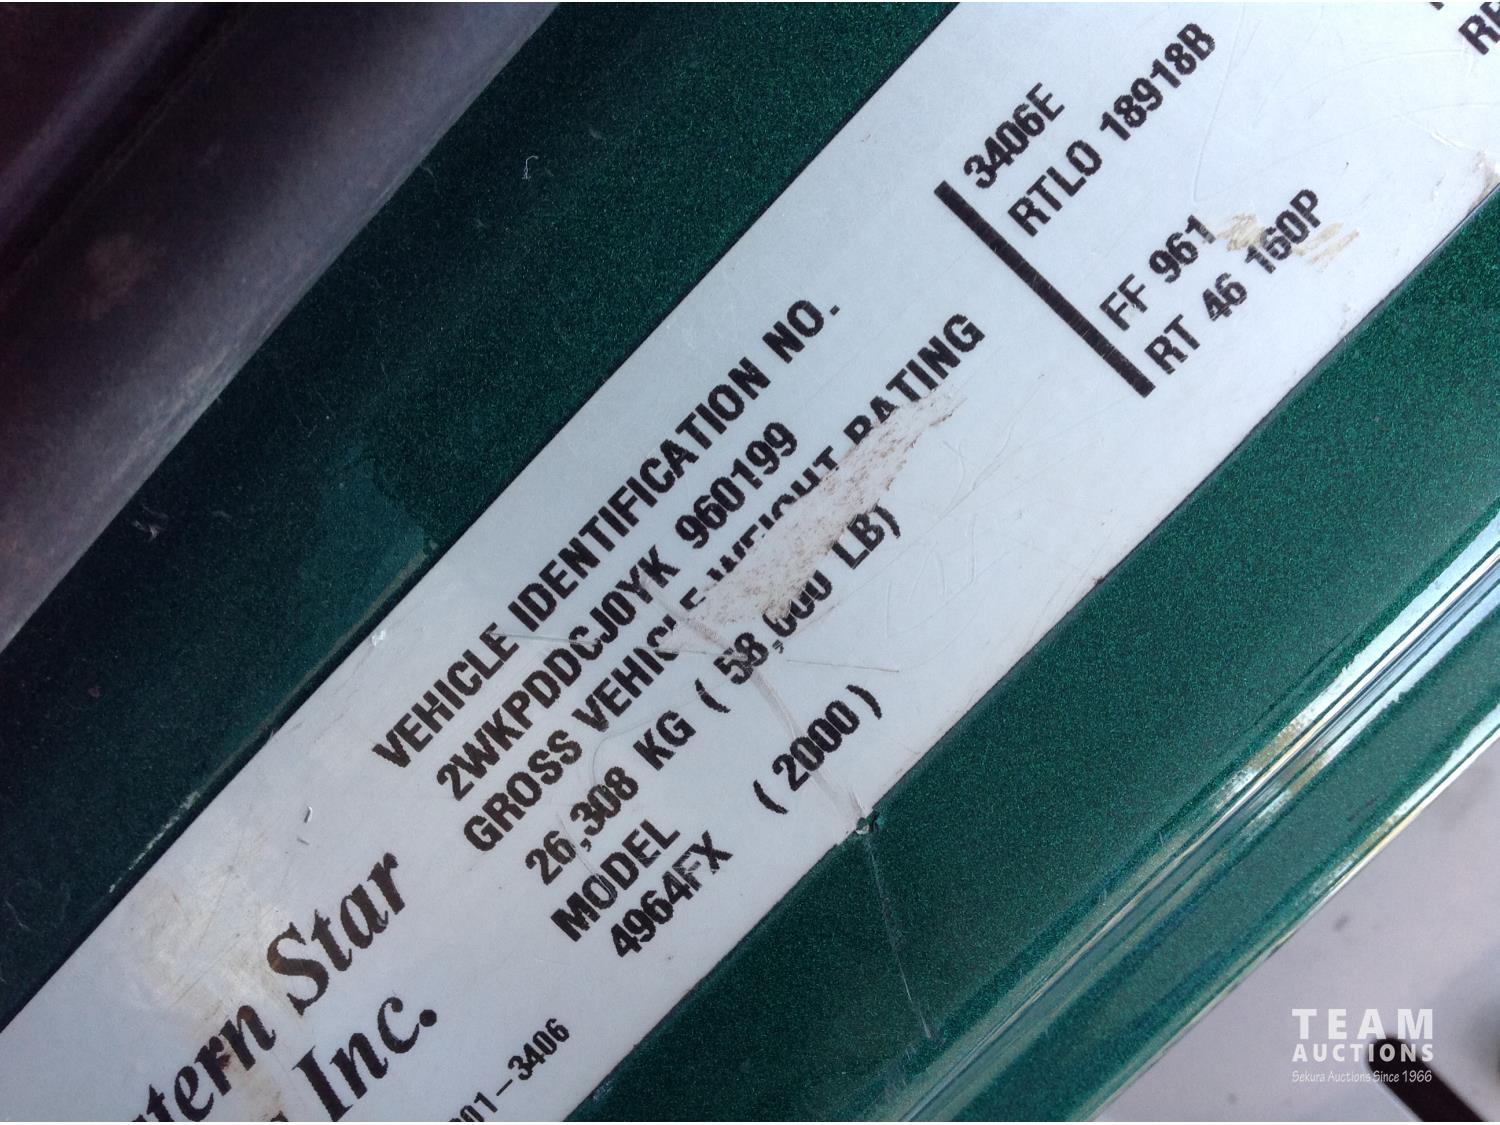 VEHICLE IDENTIFICATION NO.
2WKPDDCJ0YK 960199
GROSS VEHICLE WEIGHT RATING
26,308 KG ( 58,000 LB)
MODEL
4964FX ( 2000 )
3406E
RTLO 18918B
FF 961
RT 46 160P
Star
Inc.
3406
TEAM
AUCTIONS
Sekura Auctions Since 1966